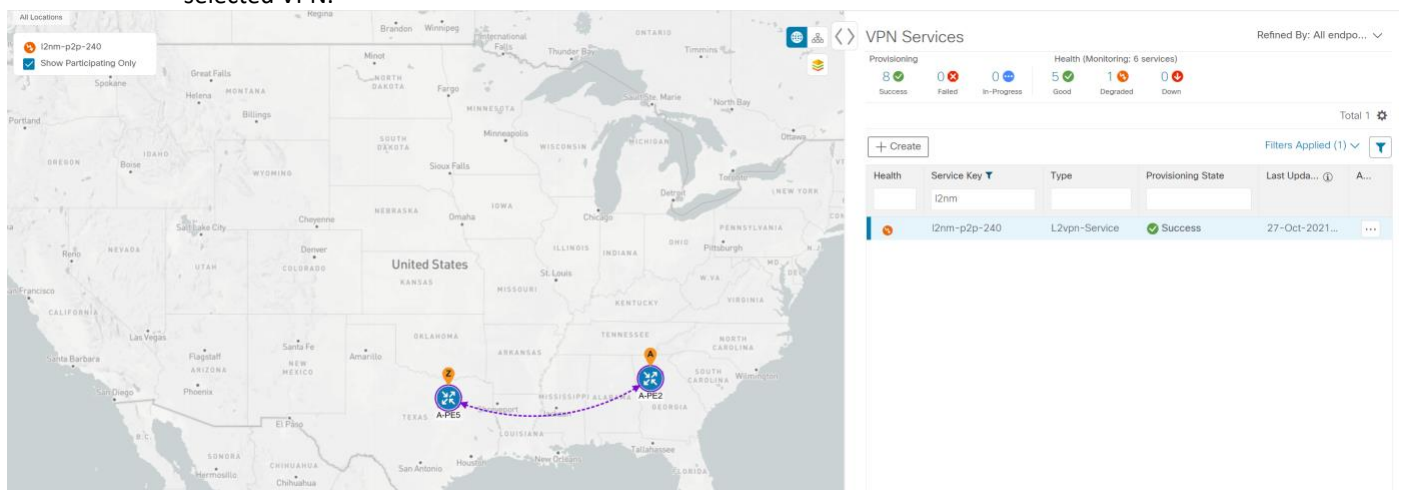 selected VPN.
All Locations
l2nm-p2p-240
Show Participating Only
Regina
Brandon Winnipeg
International Falls
Thunder Bay
ONTARIO
Timmins
Minot
Spokane
Great Falls
MONTANA
Helena
Billings
NORTH DAKOTA
Fargo
MINNESOTA
Sault Ste. Marie
North Bay
Portland
Ottawa
OREGON
IDAHO
Boise
WYOMING
SOUTH DAKOTA
Minneapolis
WISCONSIN
MICHIGAN
Sioux Falls
Toronto
Detroit
NEW YORK
NEBRASKA
IOWA
Omaha
Chicago
Cheyenne
Salt Lake City
PENNSYLVANIA
Reno
NEVADA
UTAH
Denver
COLORADO
United States
KANSAS
ILLINOIS
INDIANA
OHIO
Pittsburgh
N.J.
MD.
DEL
St. Louis
MISSOURI
W.VA.
San Francisco
KENTUCKY
VIRGINIA
CALIFORNIA
Las Vegas
Santa Fe
OKLAHOMA
TENNESSEE
NORTH CAROLINA
Santa Barbara
Flagstaff
ARIZONA
NEW MEXICO
Amarillo
ARKANSAS
Z
A
SOUTH CAROLINA
Wilmington
San Diego
Phoenix
A-PE5
A-PE2
MISSISSIPPI
ALABAMA
GEORGIA
TEXAS
Shreveport
El Paso
LOUISIANA
B.C.
Tallahassee
SONORA
Hermosillo
CHIHUAHUA
Chihuahua
San Antonio
Houston
New Orleans
FLORIDA
VPN Services
Refined By: All endpo...
Provisioning
Health (Monitoring: 6 services)
8 0 0 5 1 0
Success Failed In-Progress Good Degraded Down
Total 1
+ Create
Filters Applied (1)
Health Service Key Type Provisioning State Last Upda... A...
l2nm
l2nm-p2p-240 L2vpn-Service Success 27-Oct-2021... ...